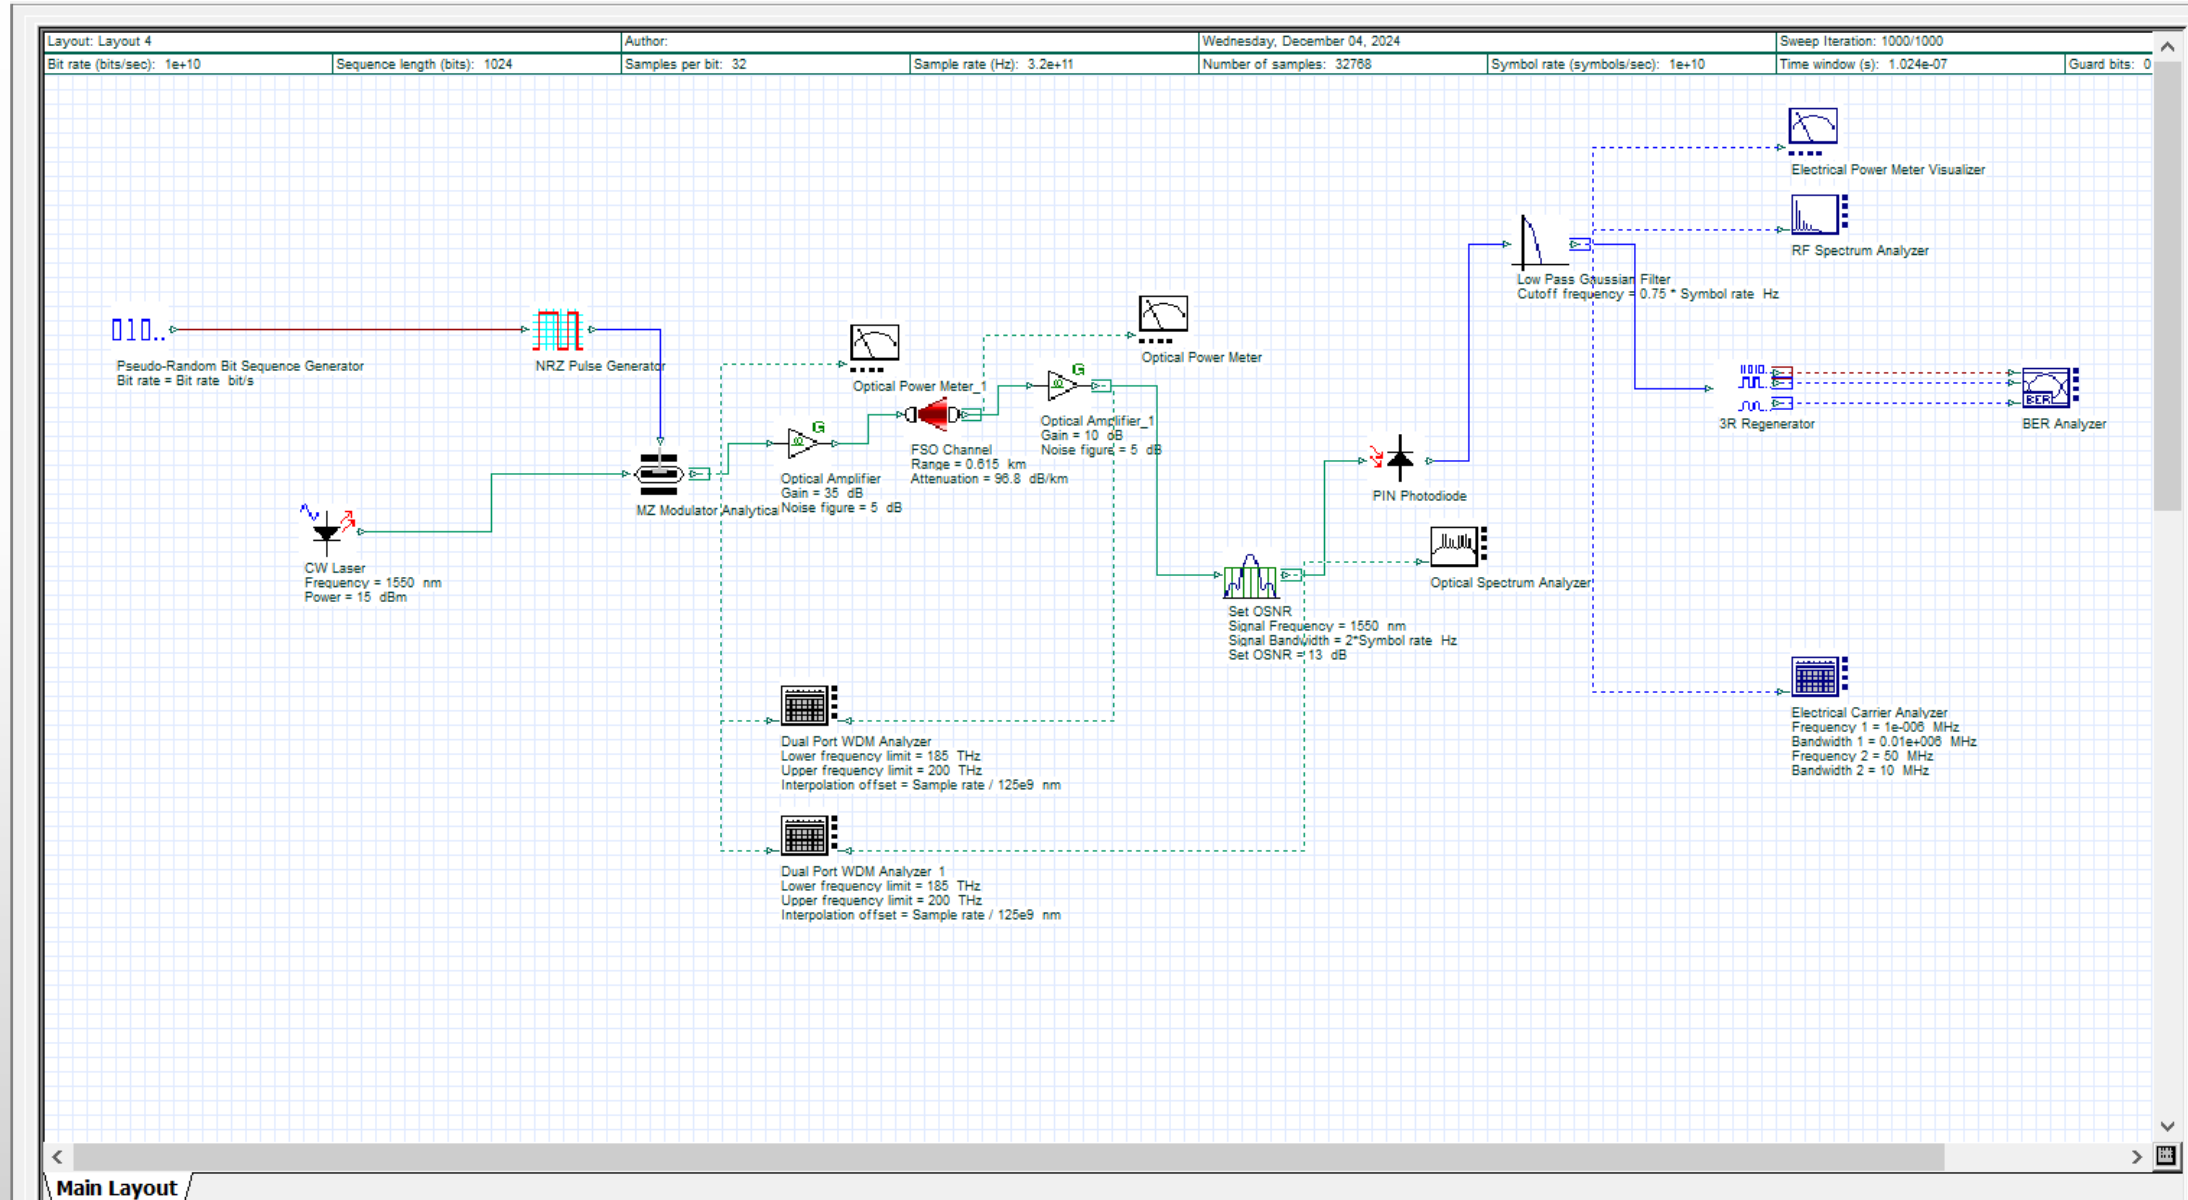 Layout: Layout 4
Author:
Wednesday, December 04, 2024
Sweep Iteration: 1000/1000
Bit rate (bits/sec): 1e+10
Sequence length (bits): 1024
Samples per bit: 32
Sample rate (Hz): 3.2e+11
Number of samples: 32768
Symbol rate (symbols/sec): 1e+10
Time window (s): 1.024e-07
Guard bits: 0
Electrical Power Meter Visualizer
RF Spectrum Analyzer
Low Pass Gaussian Filter
Cutoff frequency = 0.75 * Symbol rate Hz
010..
Pseudo-Random Bit Sequence Generator
Bit rate = Bit rate bit/s
NRZ Pulse Generator
Optical Power Meter_1
Optical Power Meter
G
Optical Amplifier_1
Gain = 10 dB
Noise figure = 5 dB
G
Optical Amplifier
Gain = 35 dB
Noise figure = 5 dB
FSO Channel
Range = 0.615 km
Attenuation = 96.8 dB/km
MZ Modulator Analytical
CW Laser
Frequency = 1550 nm
Power = 15 dBm
PIN Photodiode
3R Regenerator
BER
BER Analyzer
Optical Spectrum Analyzer
Set OSNR
Signal Frequency = 1550 nm
Signal Bandwidth = 2*Symbol rate Hz
Set OSNR = 13 dB
Dual Port WDM Analyzer
Lower frequency limit = 185 THz
Upper frequency limit = 200 THz
Interpolation offset = Sample rate / 125e9 nm
Dual Port WDM Analyzer 1
Lower frequency limit = 185 THz
Upper frequency limit = 200 THz
Interpolation offset = Sample rate / 125e9 nm
Electrical Carrier Analyzer
Frequency 1 = 1e-006 MHz
Bandwidth 1 = 0.01e+006 MHz
Frequency 2 = 50 MHz
Bandwidth 2 = 10 MHz
Main Layout